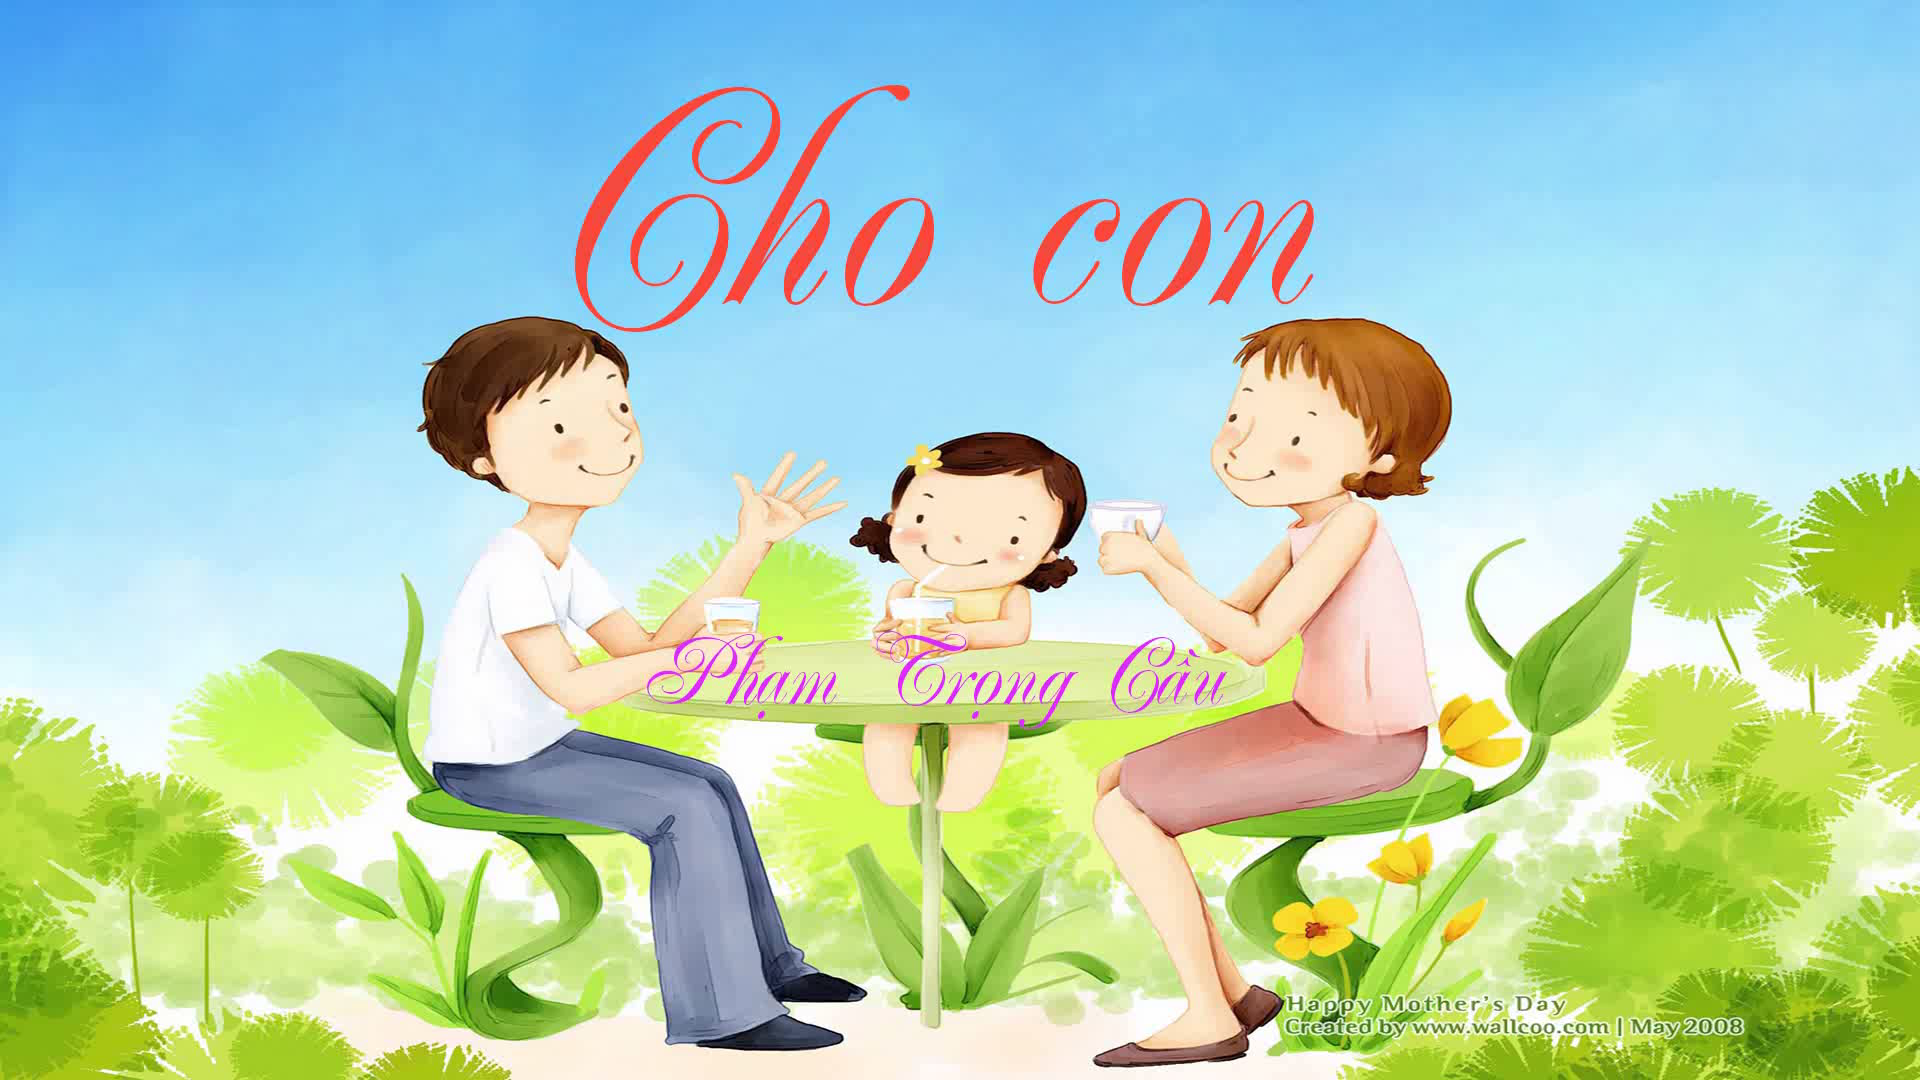 Cho con
Phạm Trọng Cầu
Happy Mother's Day
Created by www.wallcoo.com | May 2008